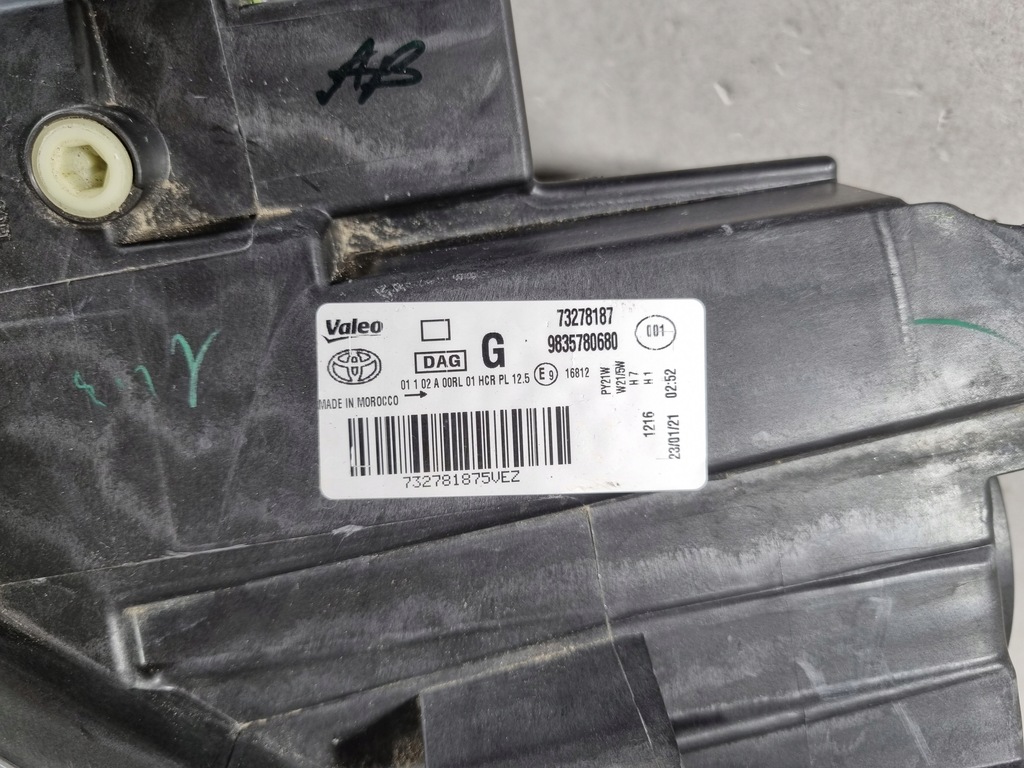 AB
Valeo
73278187
9835780680
001
DAG
G
01 1 02 A 00RL 01 HCR PL 12.5
E9
16812
MADE IN MOROCCO
PY21W
W21/5W
H7
H1
1216
23/01/21 02:52
732781875VEZ